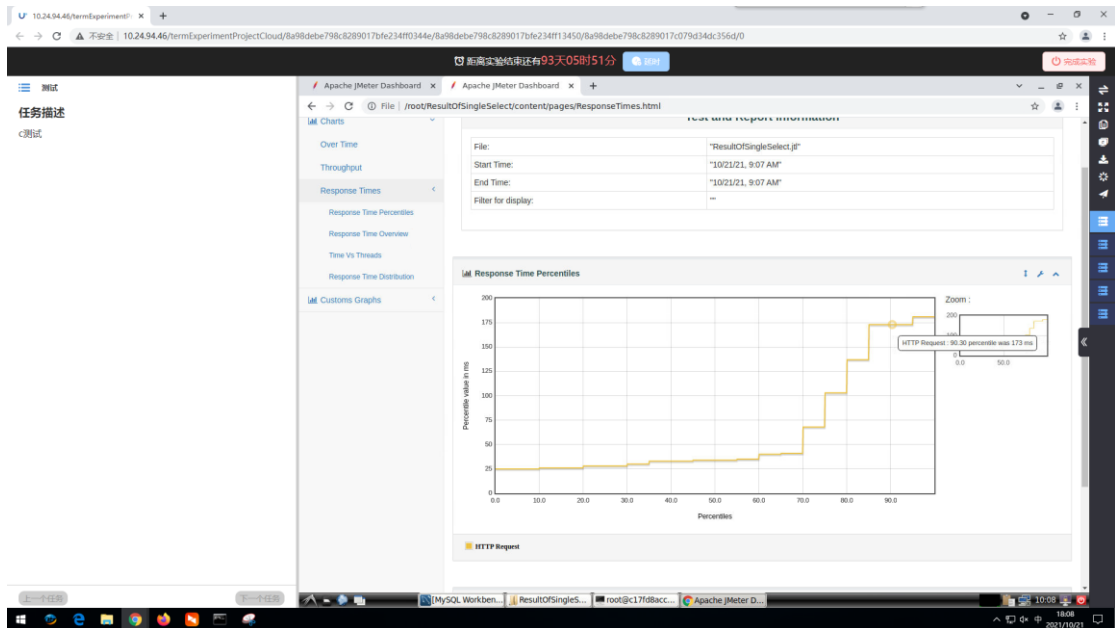 10.24.94.46/termExperimentPr
不安全 | 10.24.94.46/termExperimentProjectCloud/8a98debe798c8289017bfe234ff0344e/8a98debe798c8289017bfe234ff13450/8a98debe798c8289017c079d34dc356d/0
距离实验结束还有93天05时51分
延时
完成实验
测试
任务描述
c测试
上一个任务
下一个任务
Apache JMeter Dashboard
Apache JMeter Dashboard
File | /root/ResultOfSingleSelect/content/pages/ResponseTimes.html
Charts
Over Time
Throughput
Response Times
Response Time Percentiles
Response Time Overview
Time Vs Threads
Response Time Distribution
Customs Graphs
Test and Report information
File: "ResultOfSingleSelect.jtl"
Start Time: "10/21/21, 9:07 AM"
End Time: "10/21/21, 9:07 AM"
Filter for display: ""
Response Time Percentiles
Percentile value in ms
200
175
150
125
100
75
50
25
0
0.0 10.0 20.0 30.0 40.0 50.0 60.0 70.0 80.0 90.0
Percentiles
HTTP Request : 90.30 percentile was 173 ms
Zoom :
200
100
0
0.0 50.0
HTTP Request
[MySQL Workben...
ResultOfSingleS...
root@c17fd8acc...
Apache JMeter D...
10:08
中
18:08
2021/10/21